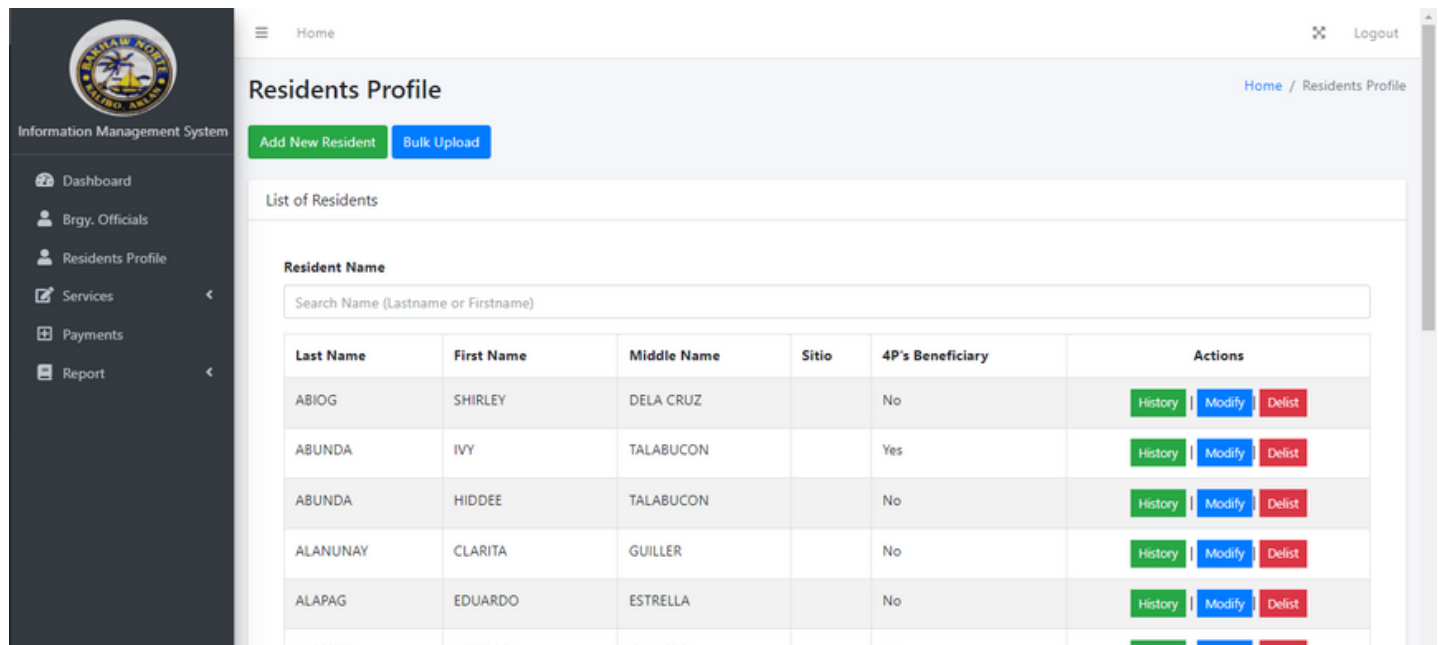 BAKHAW NORTE
KALIBO, AKLAN
Information Management System
Dashboard
Brgy. Officials
Residents Profile
Services
Payments
Report
Home Logout
Residents Profile Home / Residents Profile
Add New Resident Bulk Upload
List of Residents
Resident Name
Search Name (Lastname or Firstname)
Last Name First Name Middle Name Sitio 4P's Beneficiary Actions
ABIOG SHIRLEY DELA CRUZ No History | Modify | Delist
ABUNDA IVY TALABUCON Yes History | Modify | Delist
ABUNDA HIDDEE TALABUCON No History | Modify | Delist
ALANUNAY CLARITA GUILLER No History | Modify | Delist
ALAPAG EDUARDO ESTRELLA No History | Modify | Delist